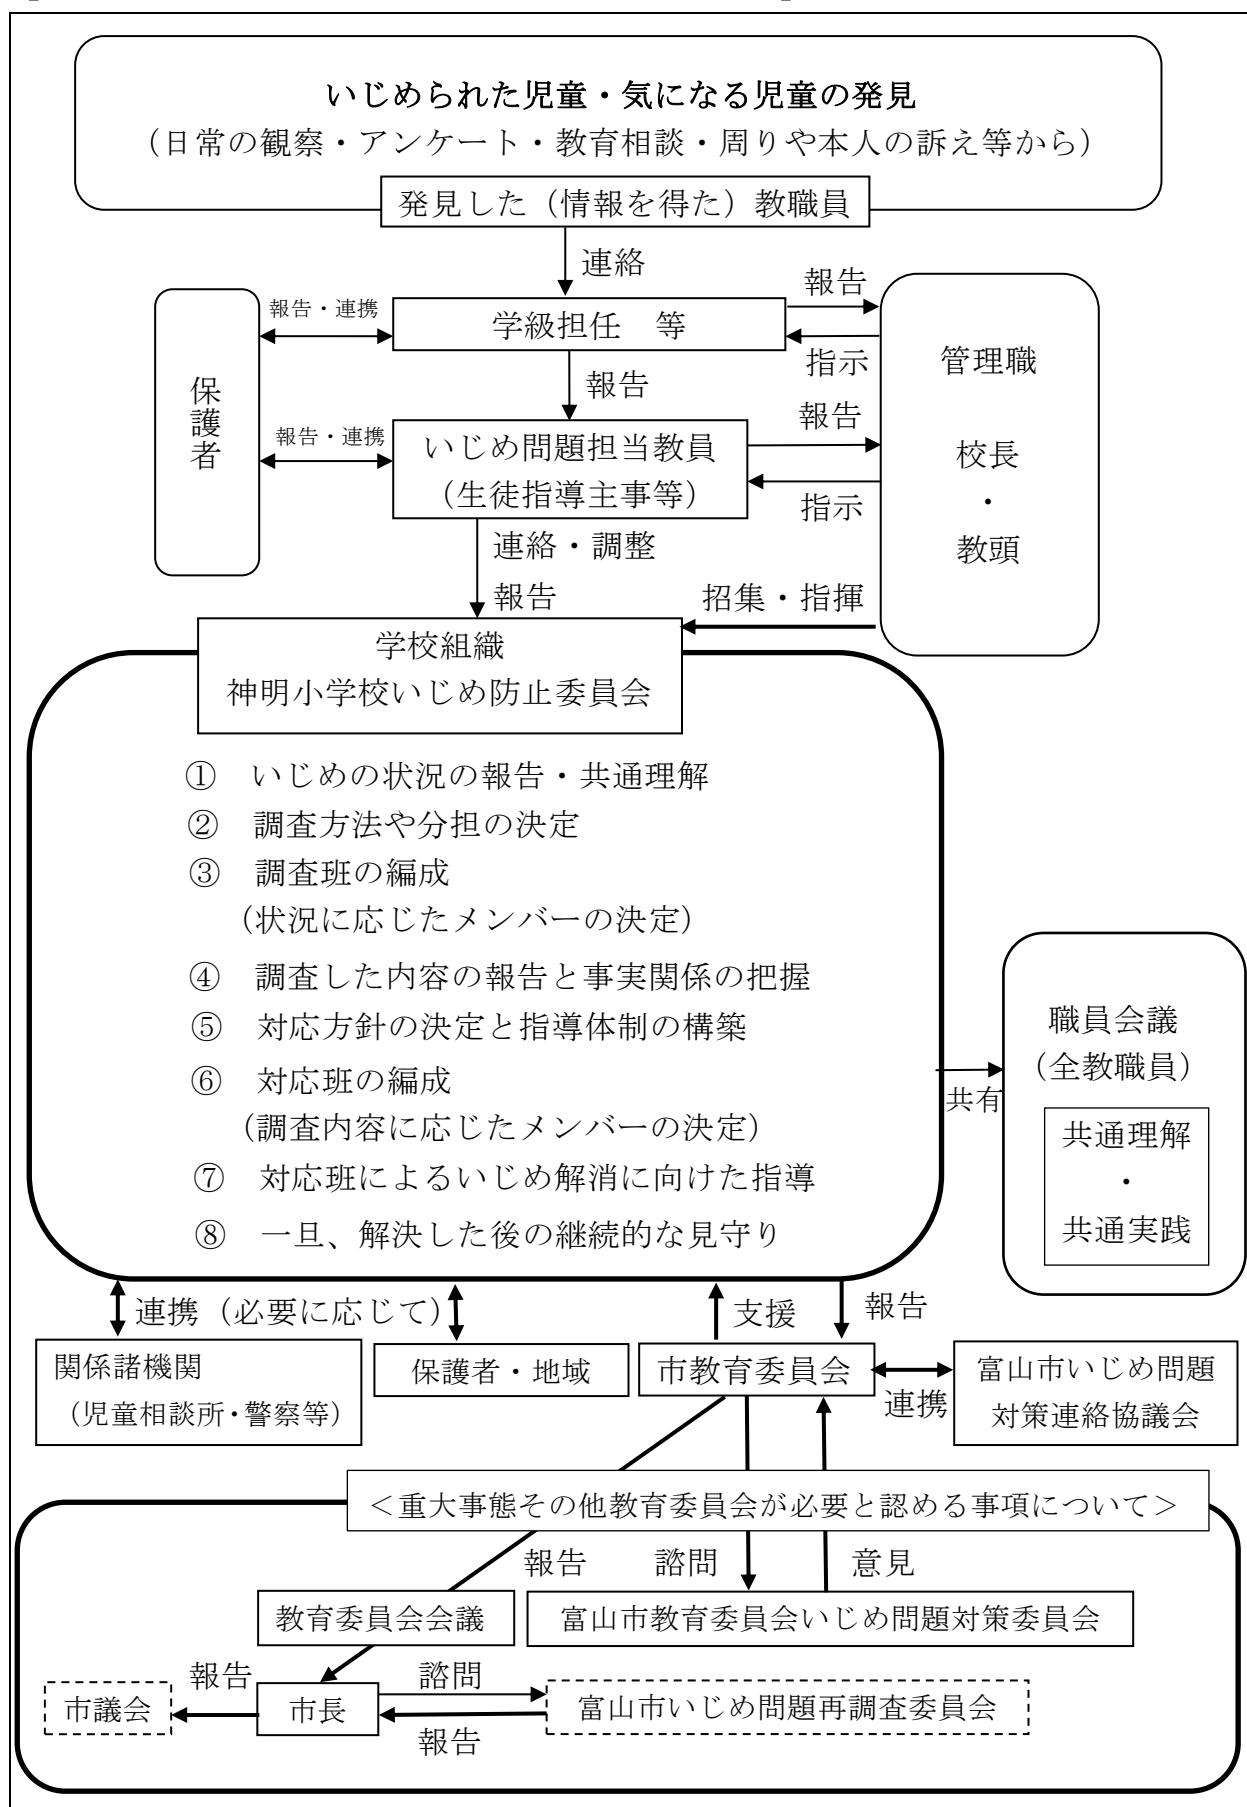 いじめられた児童・気になる児童の発見
（日常の観察・アンケート・教育相談・周りや本人の訴え等から）
発見した（情報を得た）教職員
連絡
報告
報告・連携
学級担任　等
指示
管理職
保護者
報告
報告
報告・連携
いじめ問題担当教員
（生徒指導主事等）
指示
校長
・
教頭
連絡・調整
報告
招集・指揮
学校組織
神明小学校いじめ防止委員会
①　いじめの状況の報告・共通理解
②　調査方法や分担の決定
③　調査班の編成
（状況に応じたメンバーの決定）
④　調査した内容の報告と事実関係の把握
⑤　対応方針の決定と指導体制の構築
⑥　対応班の編成
（調査内容に応じたメンバーの決定）
⑦　対応班によるいじめ解消に向けた指導
⑧　一旦、解決した後の継続的な見守り
共有
職員会議
（全教職員）
共通理解
・
共通実践
連携（必要に応じて）
支援
報告
関係諸機関
（児童相談所・警察等）
保護者・地域
市教育委員会
連携
富山市いじめ問題
対策連絡協議会
＜重大事態その他教育委員会が必要と認める事項について＞
報告
諮問
意見
教育委員会会議
富山市教育委員会いじめ問題対策委員会
報告
諮問
市議会
市長
富山市いじめ問題再調査委員会
報告